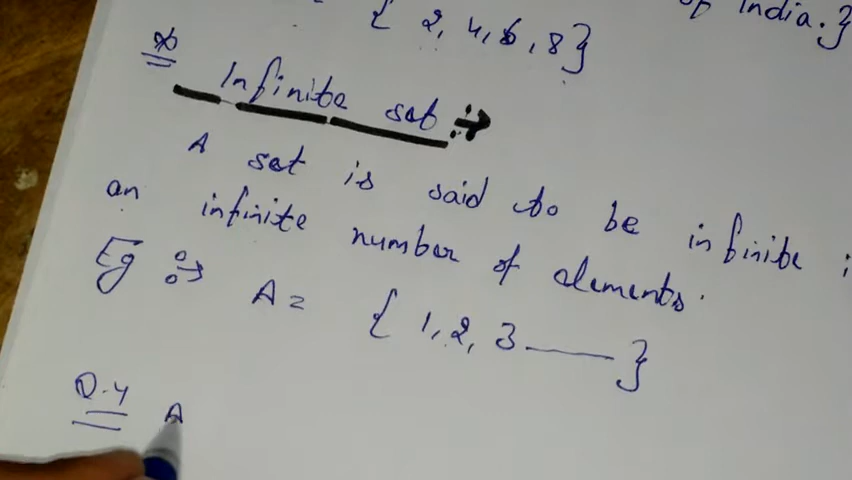 of India.}
{ 2, 4, 6, 8}
Infinite set :→
A set is said to be infinite
an infinite number of elements.
Eg :→ A = { 1, 2, 3 —— }
Q.4 A